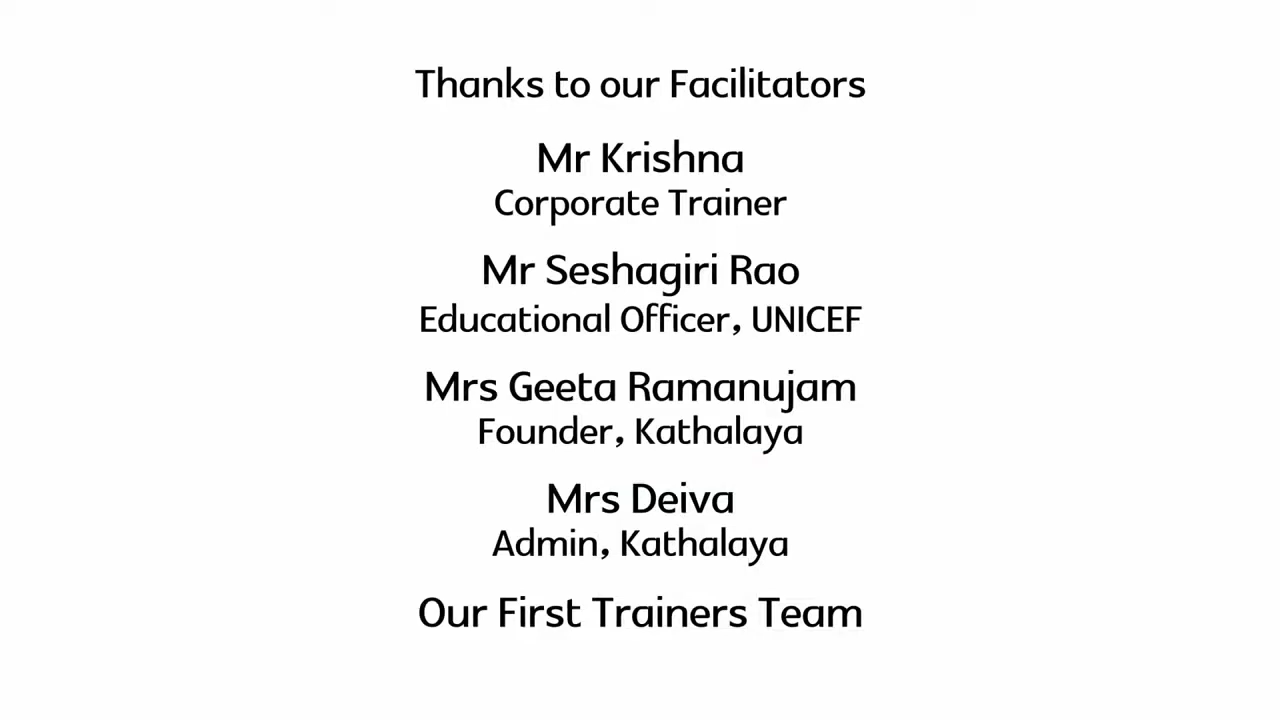 Thanks to our Facilitators
Mr Krishna
Corporate Trainer
Mr Seshagiri Rao
Educational Officer, UNICEF
Mrs Geeta Ramanujam
Founder, Kathalaya
Mrs Deiva
Admin, Kathalaya
Our First Trainers Team